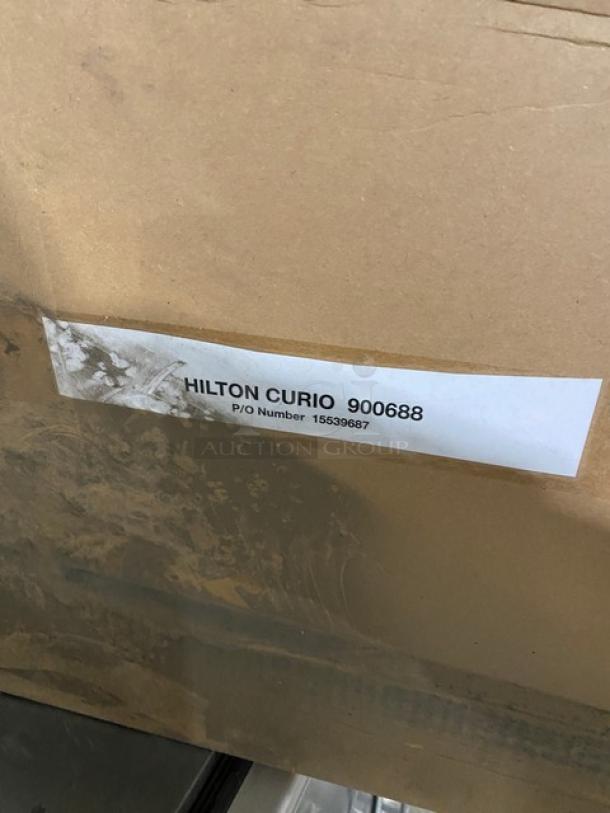 HILTON CURIO 900688
P/O Number 15539687
AUCTION GROUP